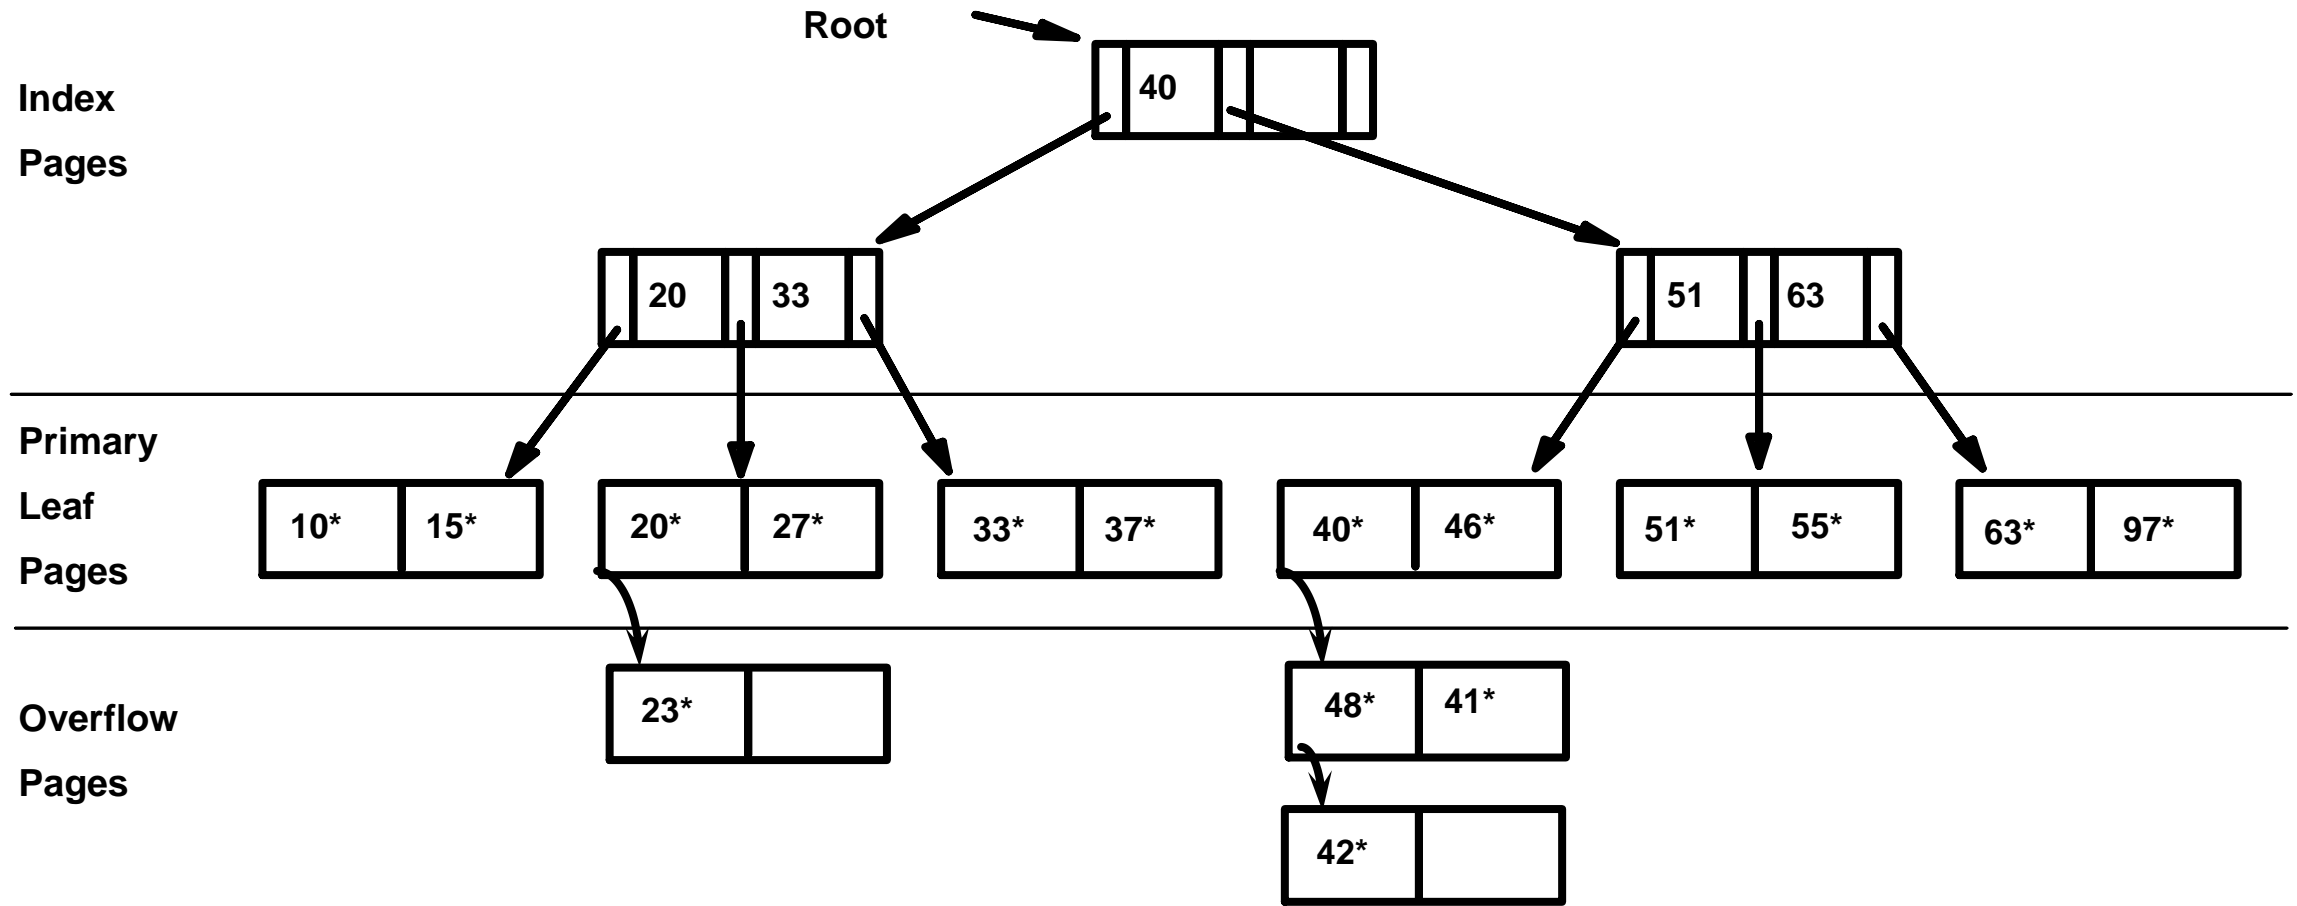 Root
40
Index
Pages
20 33 51 63
Primary
Leaf
Pages
10* 15* 20* 27* 33* 37* 40* 46* 51* 55* 63* 97*
Overflow
Pages
23* 48* 41*
42*